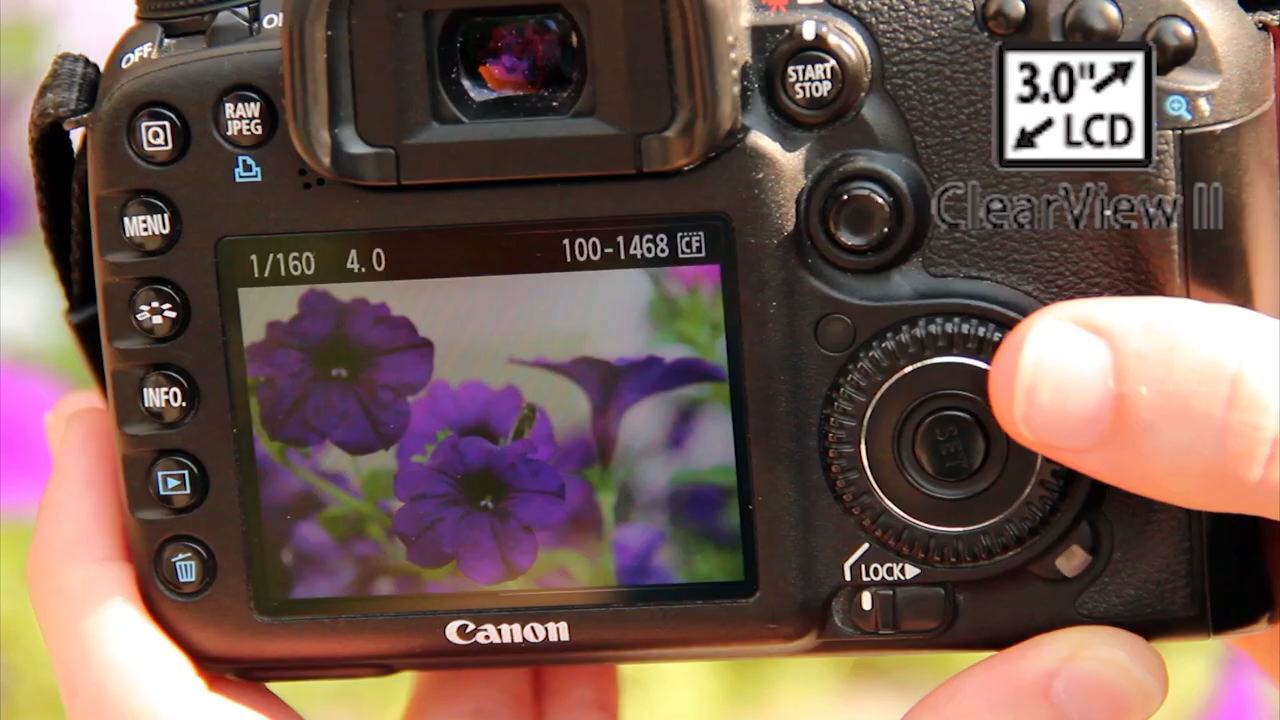 OFF
RAW
JPEG
START
STOP
3.0"
LCD
Q
ClearView II
MENU
1/160 4.0 100-1468 CF
INFO.
SET
LOCK
Canon